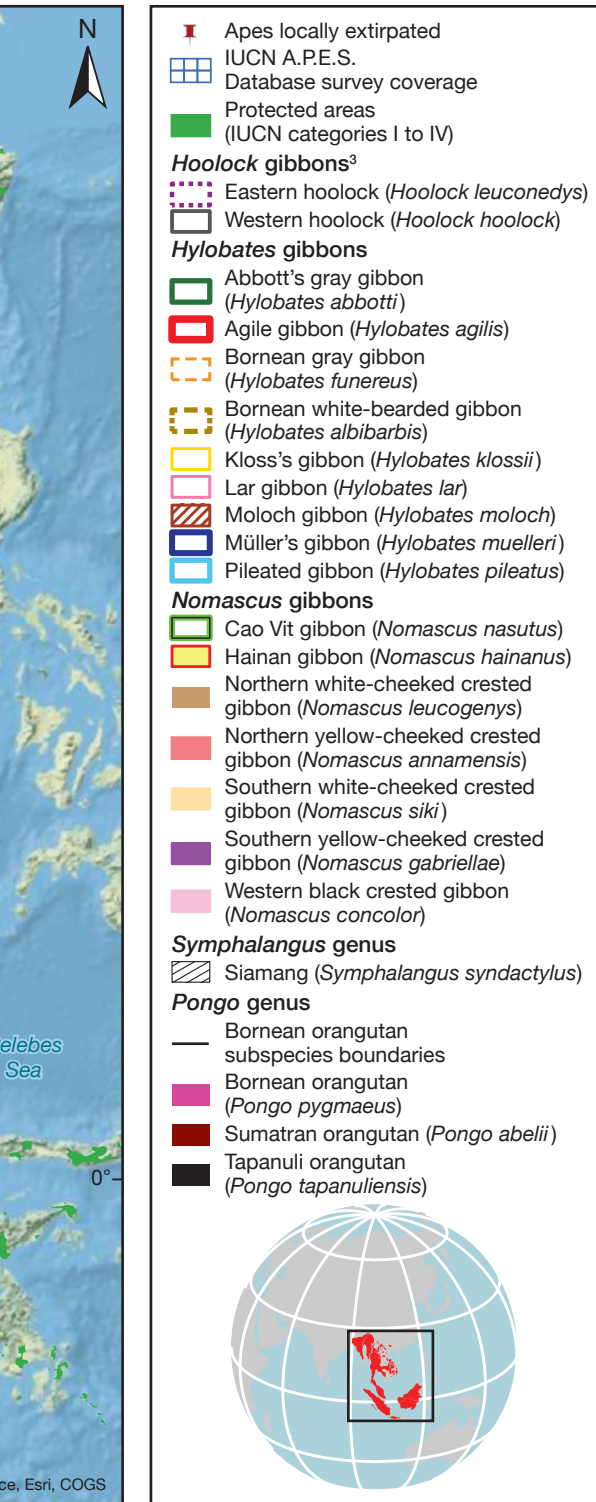 N
elebes
Sea
0°
ce, Esri, COGS
Apes locally extirpated
IUCN A.P.E.S.
Database survey coverage
Protected areas
(IUCN categories I to IV)
Hoolock gibbons³
Eastern hoolock (Hoolock leuconedys)
Western hoolock (Hoolock hoolock)
Hylobates gibbons
Abbott's gray gibbon
(Hylobates abbotti)
Agile gibbon (Hylobates agilis)
Bornean gray gibbon
(Hylobates funereus)
Bornean white-bearded gibbon
(Hylobates albibarbis)
Kloss's gibbon (Hylobates klossii)
Lar gibbon (Hylobates lar)
Moloch gibbon (Hylobates moloch)
Müller's gibbon (Hylobates muelleri)
Pileated gibbon (Hylobates pileatus)
Nomascus gibbons
Cao Vit gibbon (Nomascus nasutus)
Hainan gibbon (Nomascus hainanus)
Northern white-cheeked crested
gibbon (Nomascus leucogenys)
Northern yellow-cheeked crested
gibbon (Nomascus annamensis)
Southern white-cheeked crested
gibbon (Nomascus siki)
Southern yellow-cheeked crested
gibbon (Nomascus gabriellae)
Western black crested gibbon
(Nomascus concolor)
Symphalangus genus
Siamang (Symphalangus syndactylus)
Pongo genus
Bornean orangutan
subspecies boundaries
Bornean orangutan
(Pongo pygmaeus)
Sumatran orangutan (Pongo abelii)
Tapanuli orangutan
(Pongo tapanuliensis)